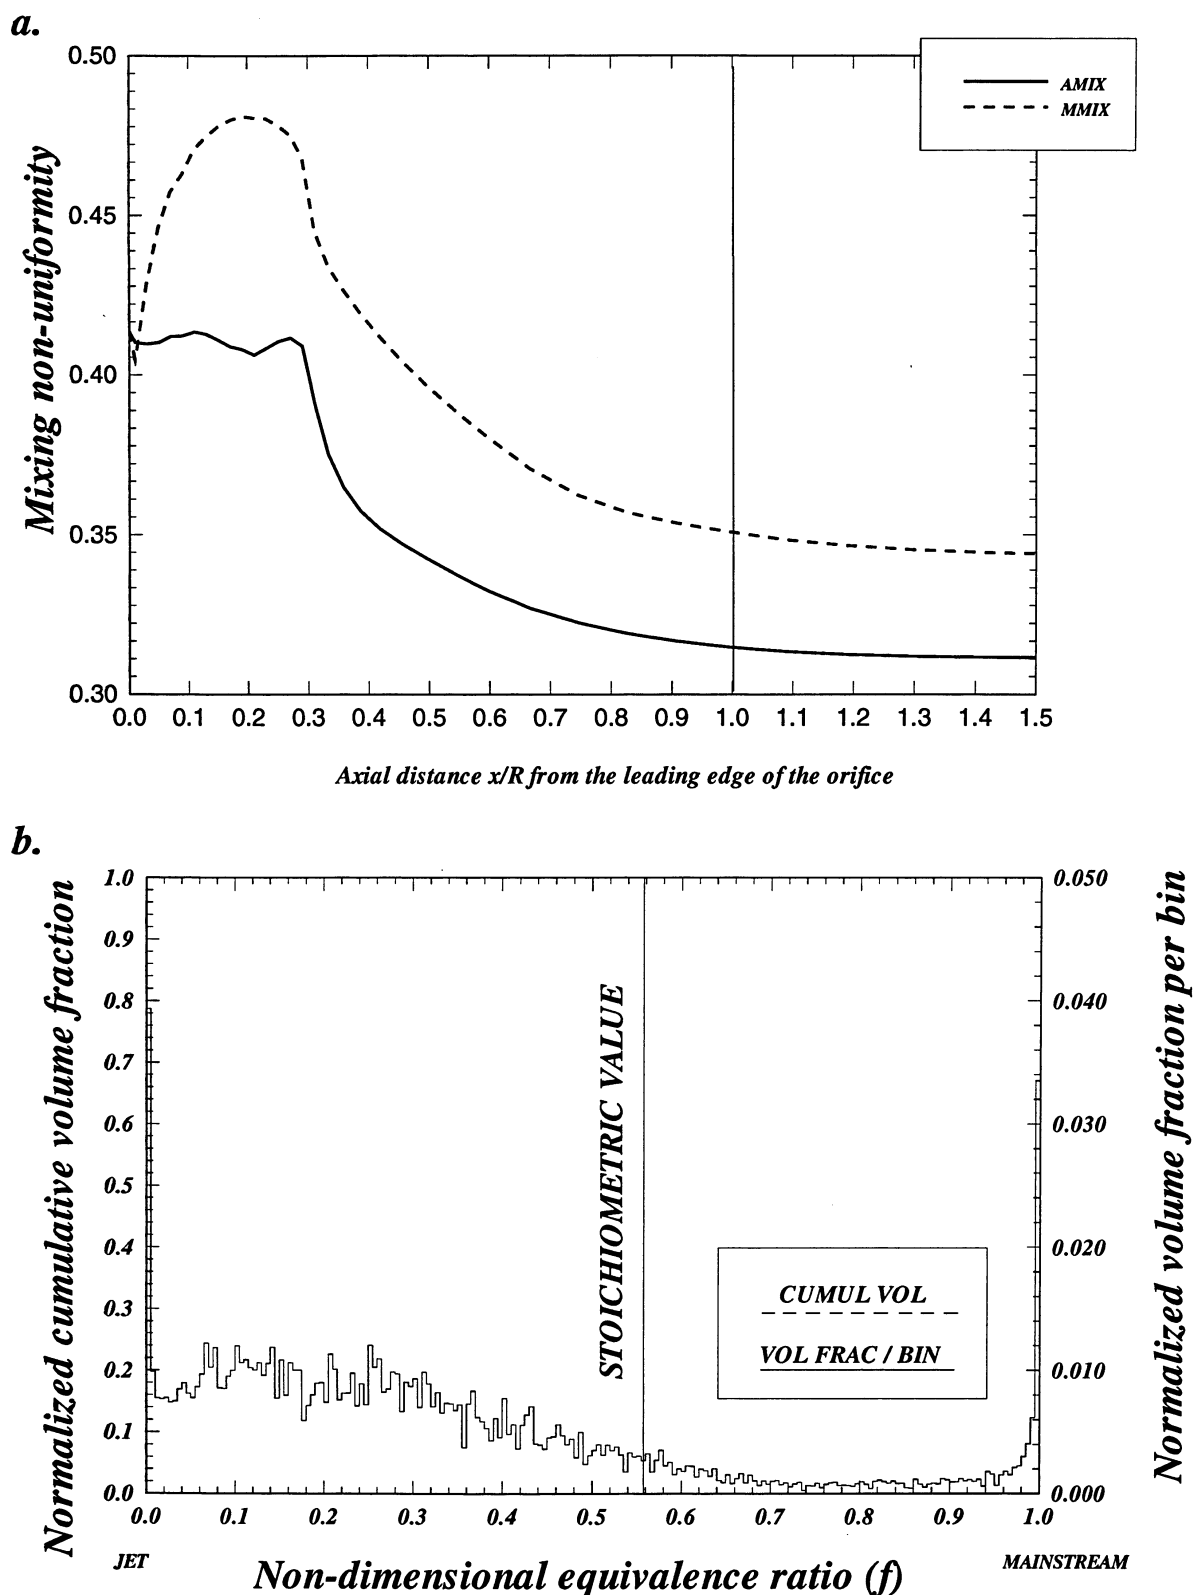 a.
0.50
0.45
0.40
0.35
0.30
Mixing non-uniformity
AMIX
MMIX
0.0 0.1 0.2 0.3 0.4 0.5 0.6 0.7 0.8 0.9 1.0 1.1 1.2 1.3 1.4 1.5
Axial distance x/R from the leading edge of the orifice
b.
Normalized cumulative volume fraction
1.0
0.9
0.8
0.7
0.6
0.5
0.4
0.3
0.2
0.1
0.0
STOICHIOMETRIC VALUE
CUMUL VOL
VOL FRAC / BIN
0.050
0.040
0.030
0.020
0.010
0.000
Normalized volume fraction per bin
0.0 0.1 0.2 0.3 0.4 0.5 0.6 0.7 0.8 0.9 1.0
JET
MAINSTREAM
Non-dimensional equivalence ratio (f)